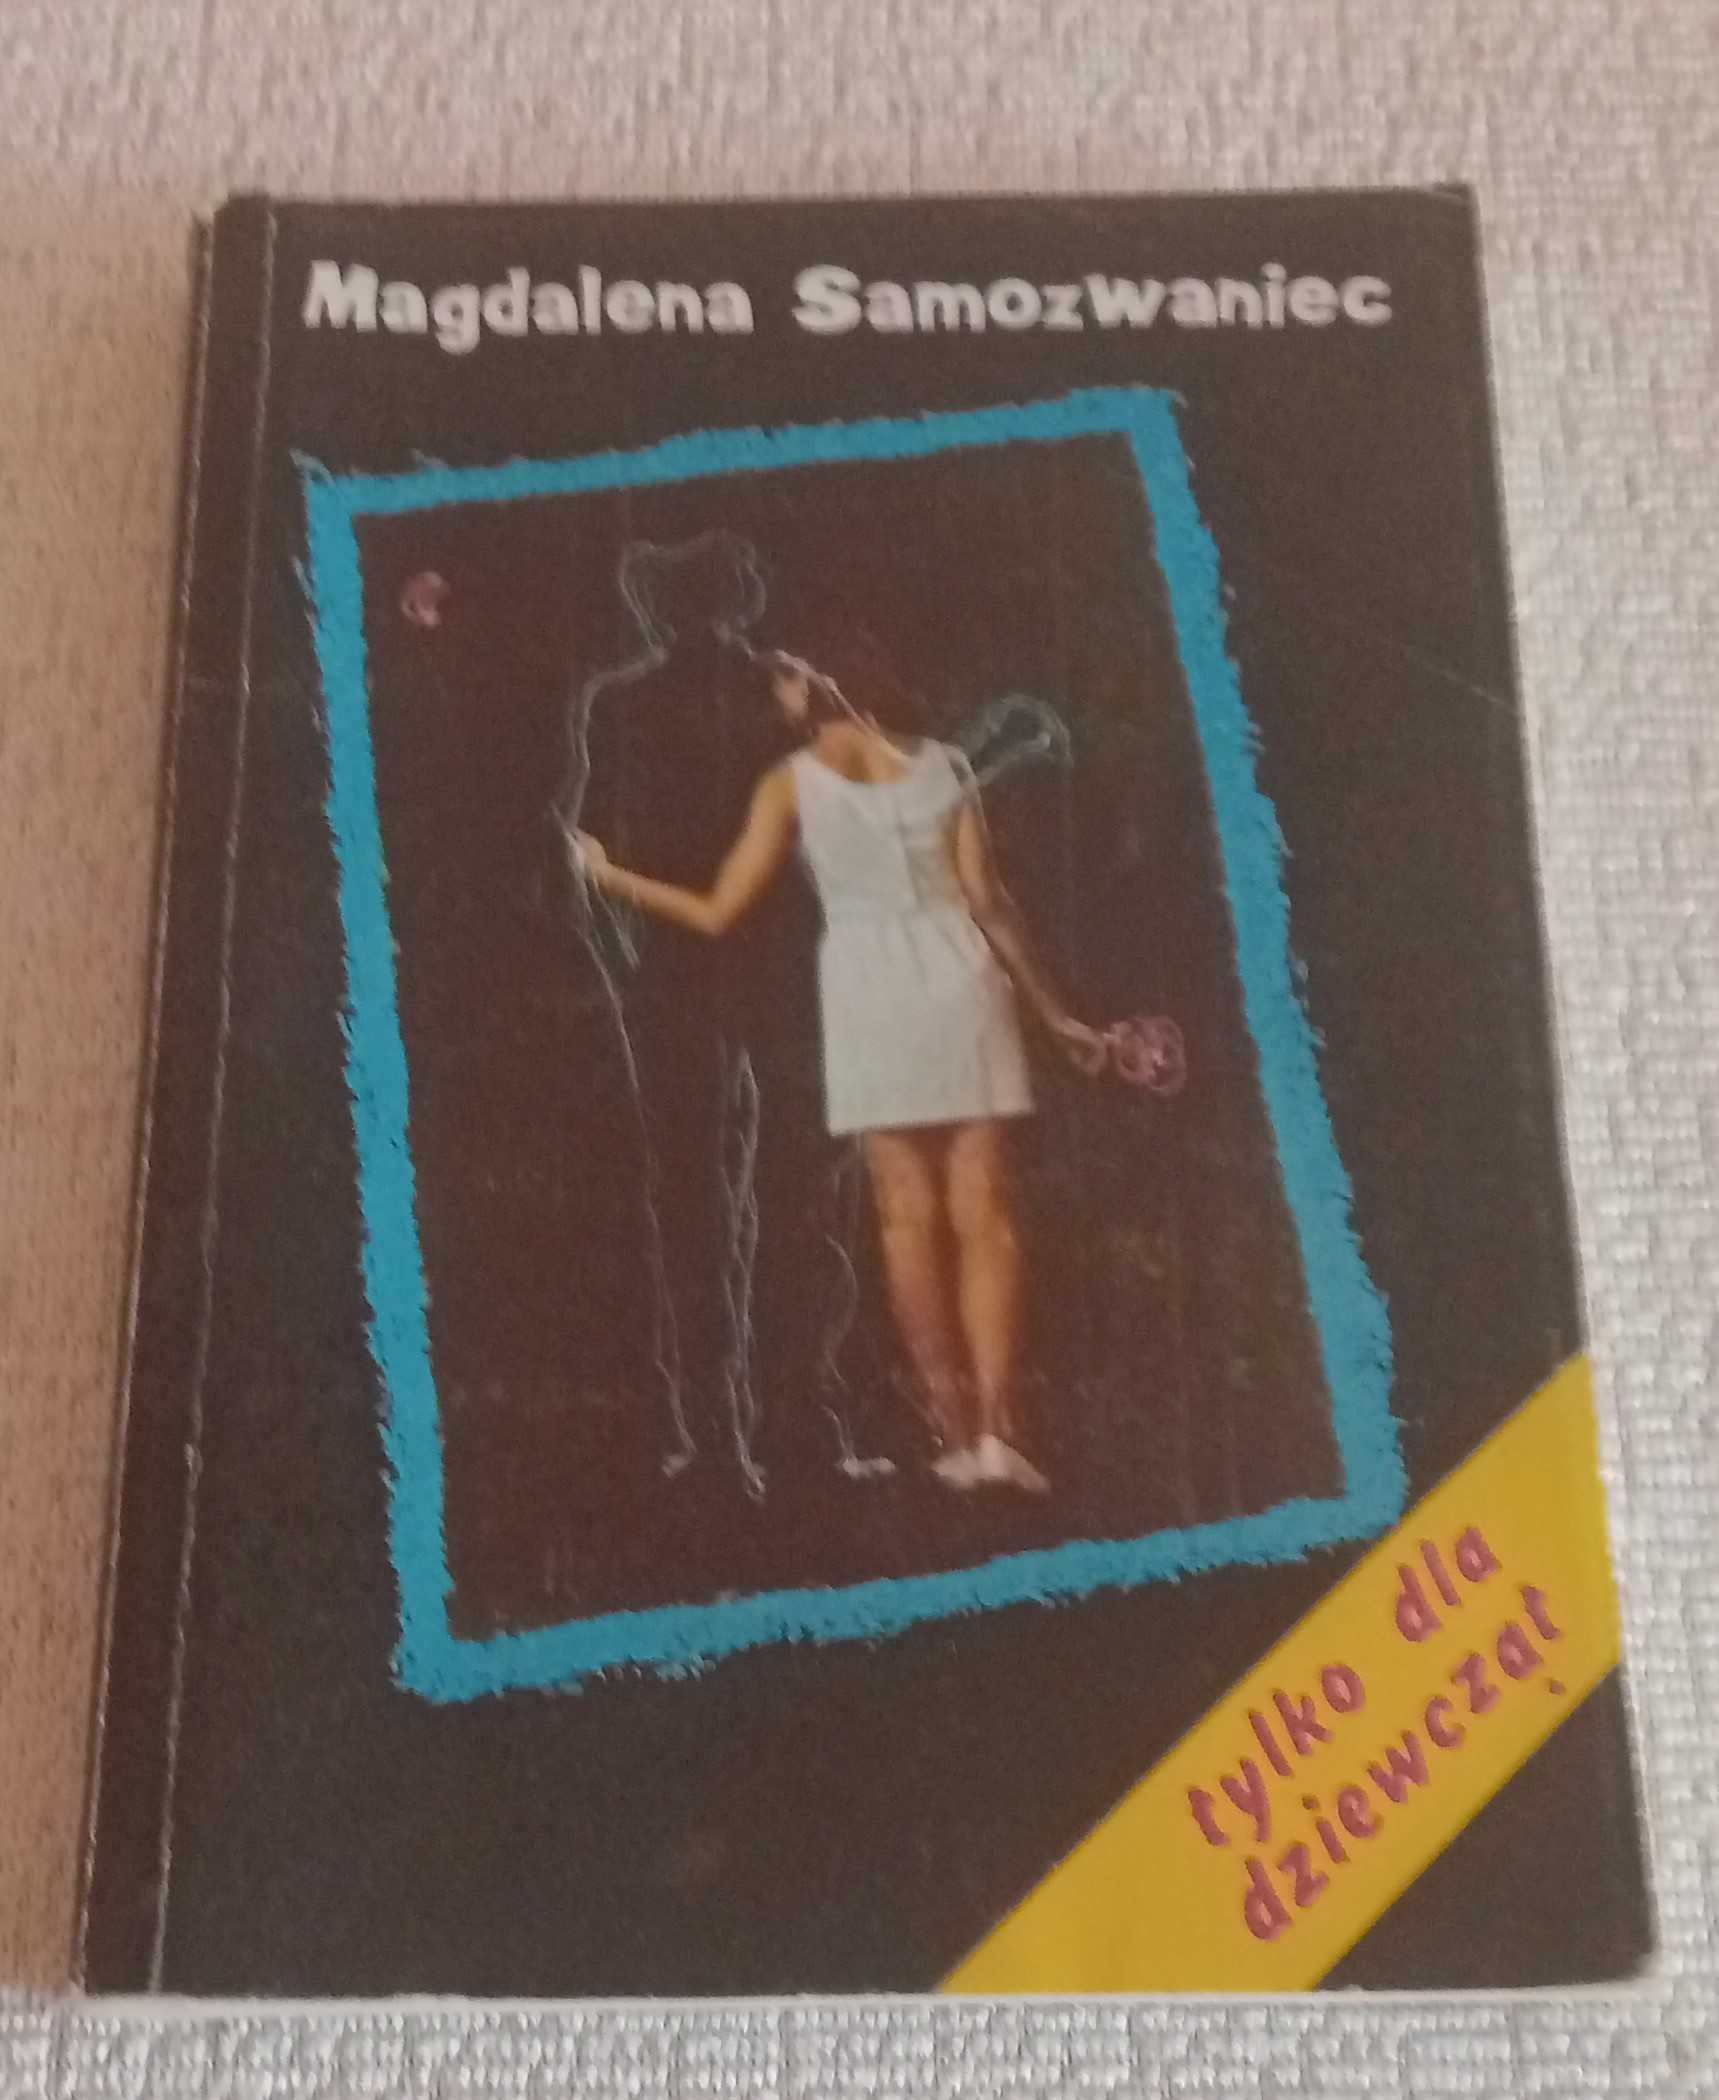 Magdalena Samozwaniec
tylko dla
dziewcząt